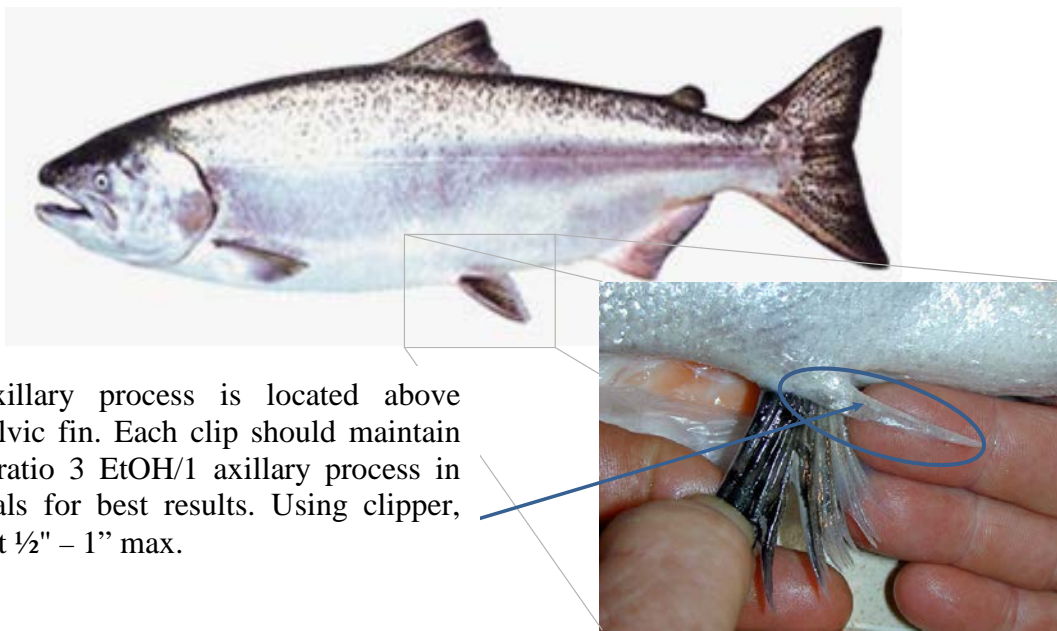 xillary process is located above
lvic fin. Each clip should maintain
ratio 3 EtOH/1 axillary process in
als for best results. Using clipper,
t ½" – 1” max.